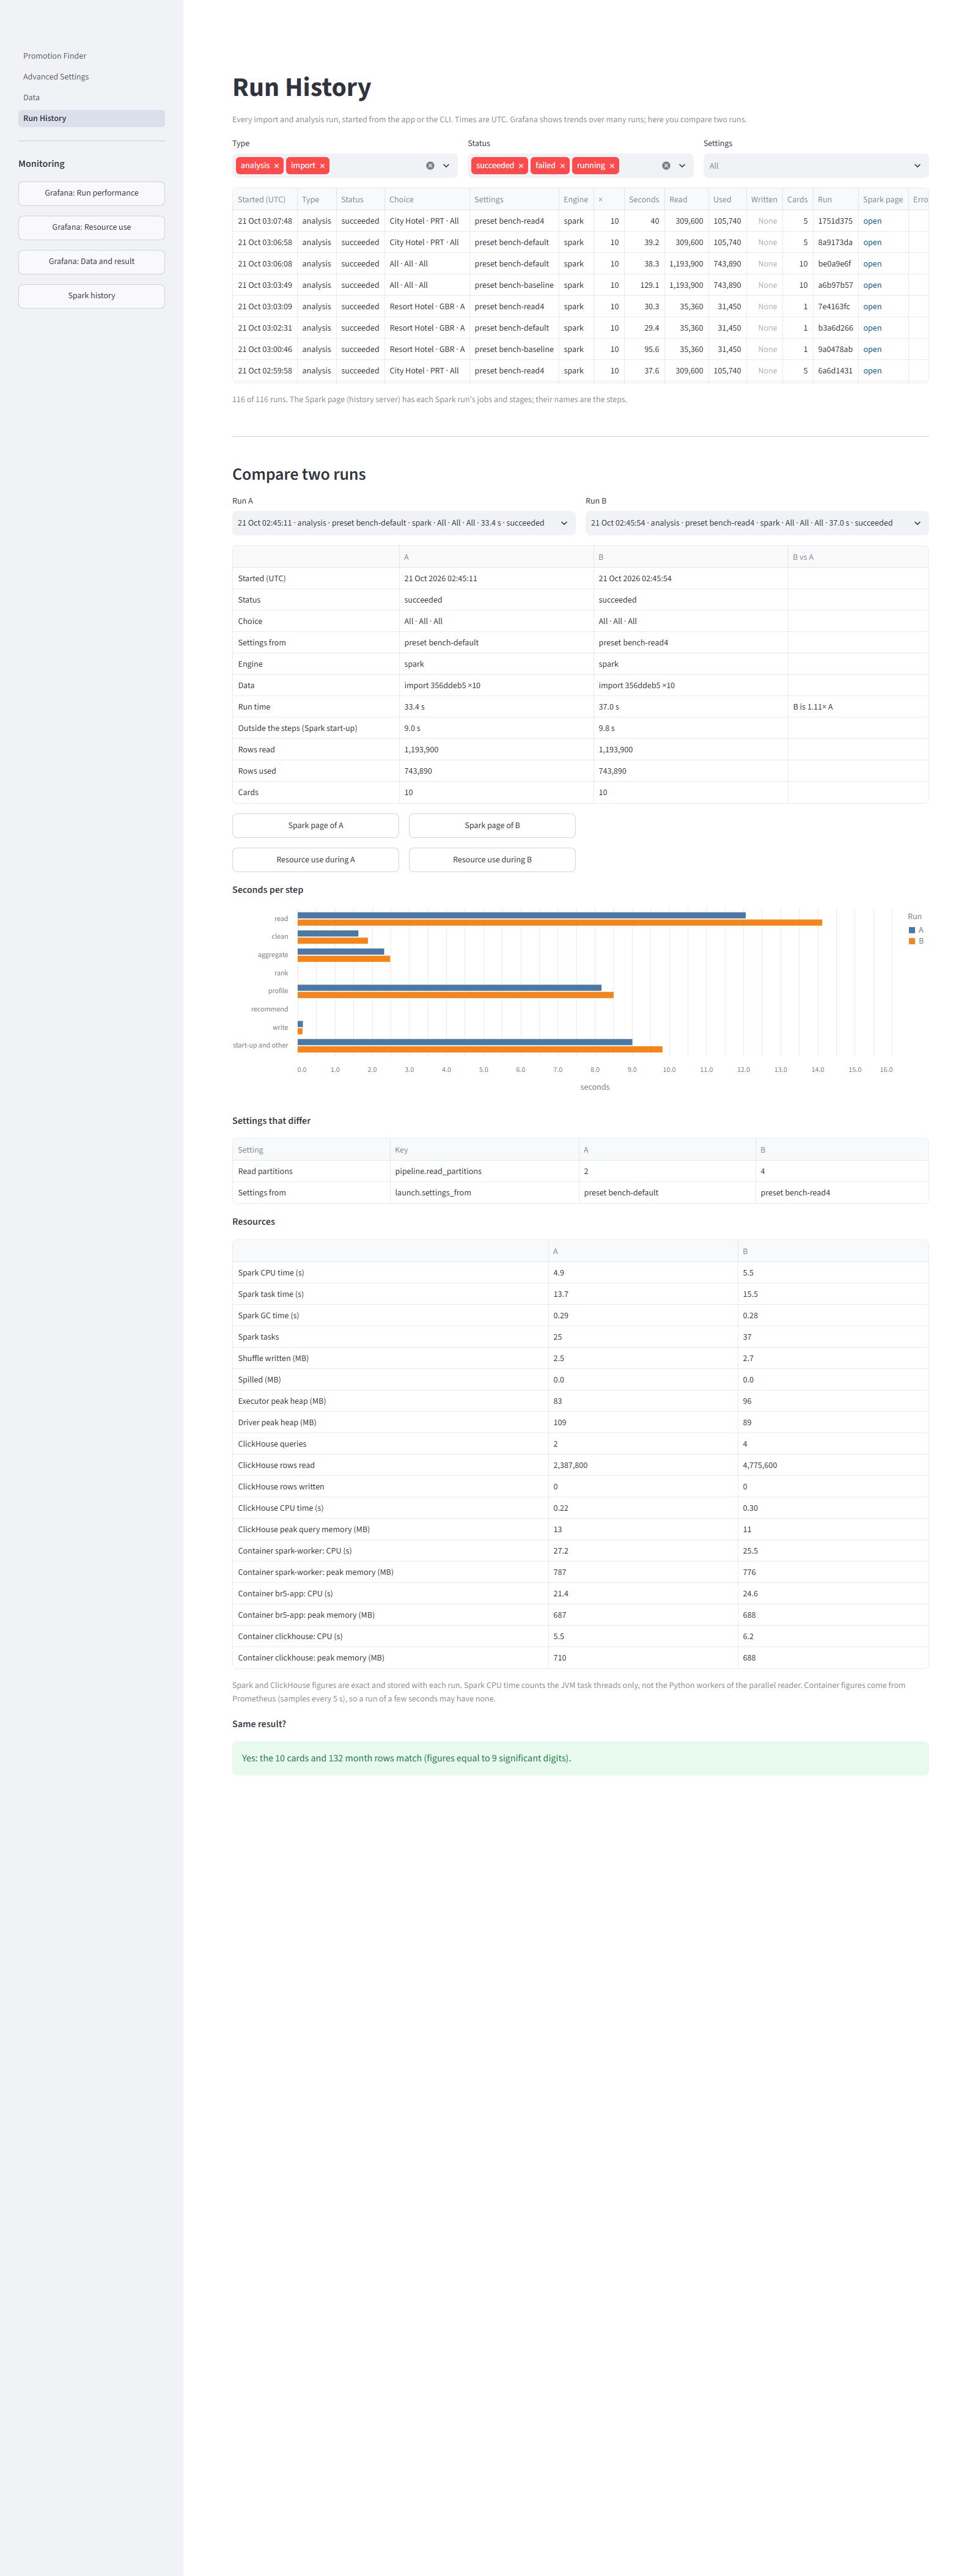 Promotion Finder
Advanced Settings
Data
Run History
Monitoring
Grafana: Run performance
Grafana: Resource use
Grafana: Data and result
Spark history
Run History
Every import and analysis run, started from the app or the CLI. Times are UTC. Grafana shows trends over many runs; here you compare two runs.
Type Status Settings
analysis × import × succeeded × failed × running × All
Started (UTC) Type Status Choice Settings Engine × Seconds Read Used Written Cards Run Spark page Erro
21 Oct 03:07:48 analysis succeeded City Hotel · PRT · All preset bench-read4 spark 10 40 309,600 105,740 None 5 1751d375 open
21 Oct 03:06:58 analysis succeeded City Hotel · PRT · All preset bench-default spark 10 39.2 309,600 105,740 None 5 8a9173da open
21 Oct 03:06:08 analysis succeeded All · All · All preset bench-default spark 10 38.3 1,193,900 743,890 None 10 be0a9e6f open
21 Oct 03:03:49 analysis succeeded All · All · All preset bench-baseline spark 10 129.1 1,193,900 743,890 None 10 a6b97b57 open
21 Oct 03:03:09 analysis succeeded Resort Hotel · GBR · A preset bench-read4 spark 10 30.3 35,360 31,450 None 1 7e4163fc open
21 Oct 03:02:31 analysis succeeded Resort Hotel · GBR · A preset bench-default spark 10 29.4 35,360 31,450 None 1 b3a6d266 open
21 Oct 03:00:46 analysis succeeded Resort Hotel · GBR · A preset bench-baseline spark 10 95.6 35,360 31,450 None 1 9a0478ab open
21 Oct 02:59:58 analysis succeeded City Hotel · PRT · All preset bench-read4 spark 10 37.6 309,600 105,740 None 5 6a6d1431 open
116 of 116 runs. The Spark page (history server) has each Spark run's jobs and stages; their names are the steps.
Compare two runs
Run A Run B
21 Oct 02:45:11 · analysis · preset bench-default · spark · All · All · All · 33.4 s · succeeded 21 Oct 02:45:54 · analysis · preset bench-read4 · spark · All · All · All · 37.0 s · succeeded
A B B vs A
Started (UTC) 21 Oct 2026 02:45:11 21 Oct 2026 02:45:54
Status succeeded succeeded
Choice All · All · All All · All · All
Settings from preset bench-default preset bench-read4
Engine spark spark
Data import 356ddeb5 ×10 import 356ddeb5 ×10
Run time 33.4 s 37.0 s B is 1.11× A
Outside the steps (Spark start-up) 9.0 s 9.8 s
Rows read 1,193,900 1,193,900
Rows used 743,890 743,890
Cards 10 10
Spark page of A Spark page of B
Resource use during A Resource use during B
Seconds per step
read
clean
aggregate
rank
profile
recommend
write
start-up and other
0.0 1.0 2.0 3.0 4.0 5.0 6.0 7.0 8.0 9.0 10.0 11.0 12.0 13.0 14.0 15.0 16.0
seconds
Run
A
B
Settings that differ
Setting Key A B
Read partitions pipeline.read_partitions 2 4
Settings from launch.settings_from preset bench-default preset bench-read4
Resources
A B
Spark CPU time (s) 4.9 5.5
Spark task time (s) 13.7 15.5
Spark GC time (s) 0.29 0.28
Spark tasks 25 37
Shuffle written (MB) 2.5 2.7
Spilled (MB) 0.0 0.0
Executor peak heap (MB) 83 96
Driver peak heap (MB) 109 89
ClickHouse queries 2 4
ClickHouse rows read 2,387,800 4,775,600
ClickHouse rows written 0 0
ClickHouse CPU time (s) 0.22 0.30
ClickHouse peak query memory (MB) 13 11
Container spark-worker: CPU (s) 27.2 25.5
Container spark-worker: peak memory (MB) 787 776
Container br5-app: CPU (s) 21.4 24.6
Container br5-app: peak memory (MB) 687 688
Container clickhouse: CPU (s) 5.5 6.2
Container clickhouse: peak memory (MB) 710 688
Spark and ClickHouse figures are exact and stored with each run. Spark CPU time counts the JVM task threads only, not the Python workers of the parallel reader. Container figures come from
Prometheus (samples every 5 s), so a run of a few seconds may have none.
Same result?
Yes: the 10 cards and 132 month rows match (figures equal to 9 significant digits).